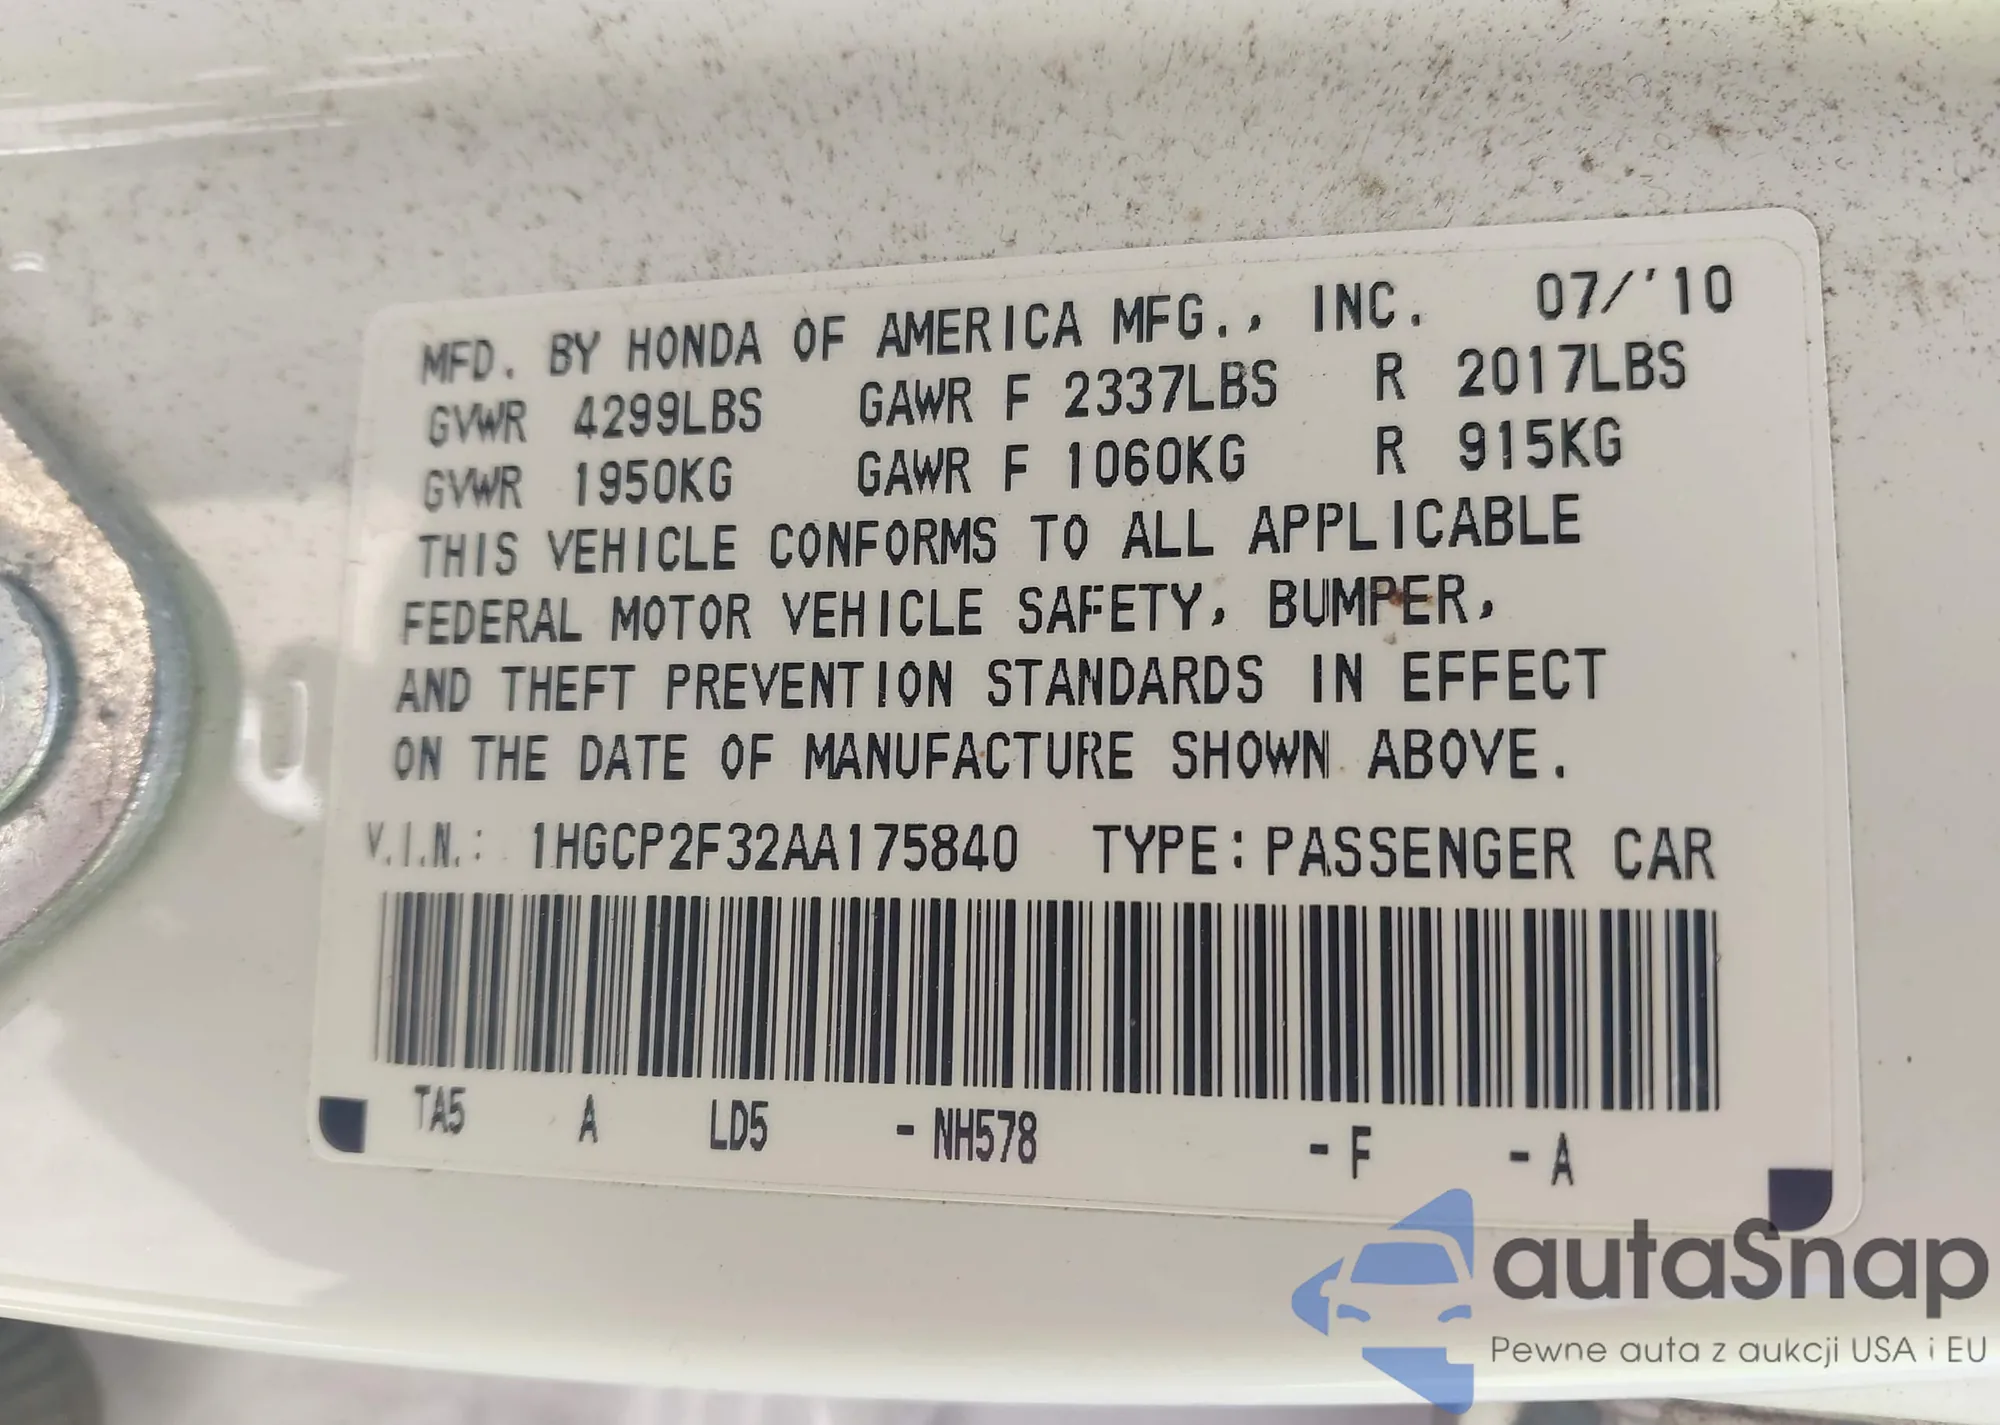 MFD. BY HONDA OF AMERICA MFG., INC. 07/'10
GVWR 4299LBS GAWR F 2337LBS R 2017LBS
GVWR 1950KG GAWR F 1060KG R 915KG
THIS VEHICLE CONFORMS TO ALL APPLICABLE
FEDERAL MOTOR VEHICLE SAFETY, BUMPER,
AND THEFT PREVENTION STANDARDS IN EFFECT
ON THE DATE OF MANUFACTURE SHOWN ABOVE.
V.I.N.: 1HGCP2F32AA175840 TYPE:PASSENGER CAR
TA5 A LD5 -NH578 -F -A
autaSnap
Pewne auta z aukcji USA i EU